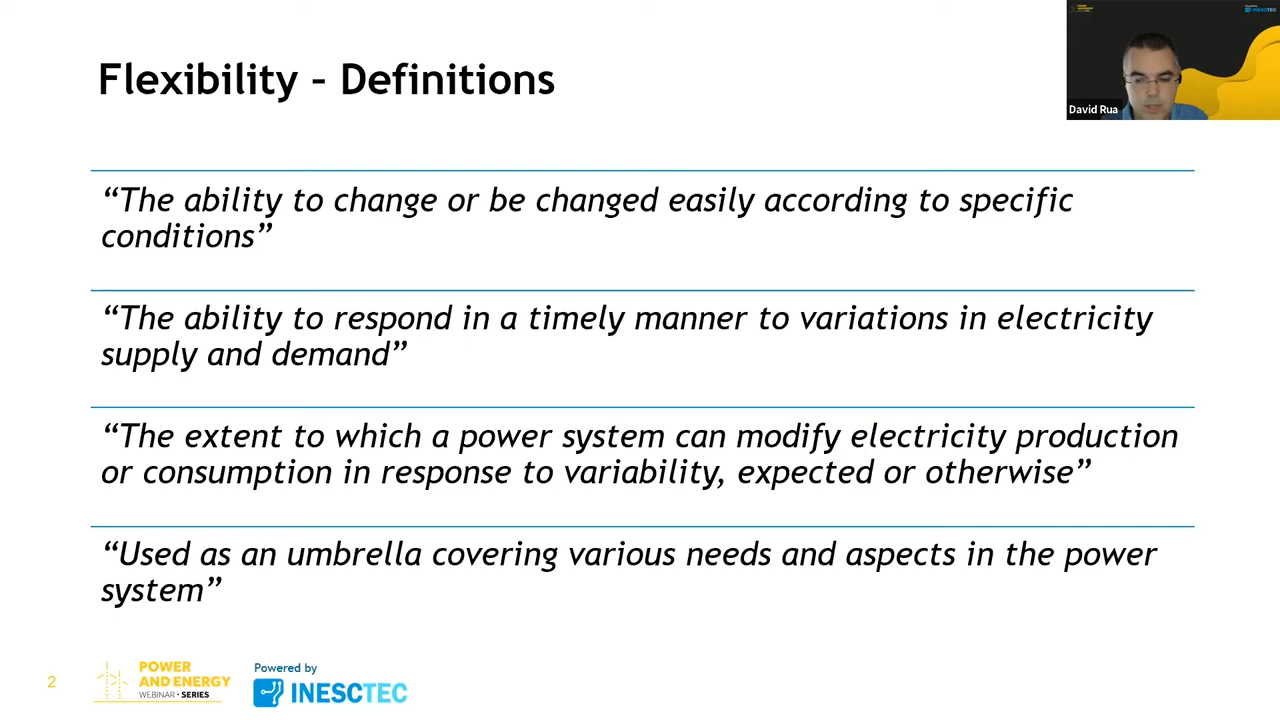 Flexibility – Definitions
David Rua
“The ability to change or be changed easily according to specific
conditions”
“The ability to respond in a timely manner to variations in electricity
supply and demand”
“The extent to which a power system can modify electricity production
or consumption in response to variability, expected or otherwise”
“Used as an umbrella covering various needs and aspects in the power
system”
2
POWER
AND ENERGY
WEBINAR • SERIES
Powered by
INESCTEC
INESCTEC